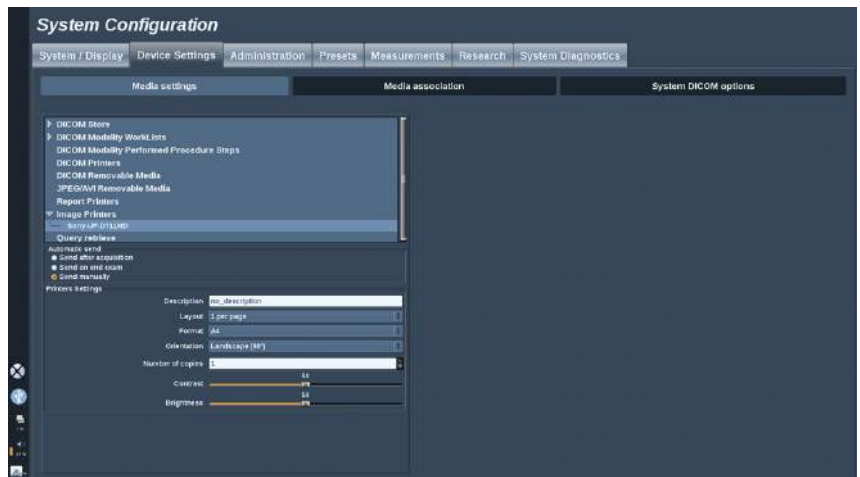 System Configuration
System / Display Device Settings Administration Presets Measurements Research System Diagnostics
Media settings Media association System DICOM options
DICOM Store
DICOM Modality WorkLists
DICOM Modality Performed Procedure Steps
DICOM Printers
DICOM Removable Media
JPEG/AVI Removable Media
Report Printers
Image Printers
Query retrieve
Automatic send
Send after acquisition
Send on end exam
Send manually
Printers Settings
Description no_description
Layout 1 per page
Format A4
Orientation Landscape (90°)
Number of copies 1
Contrast
Brightness